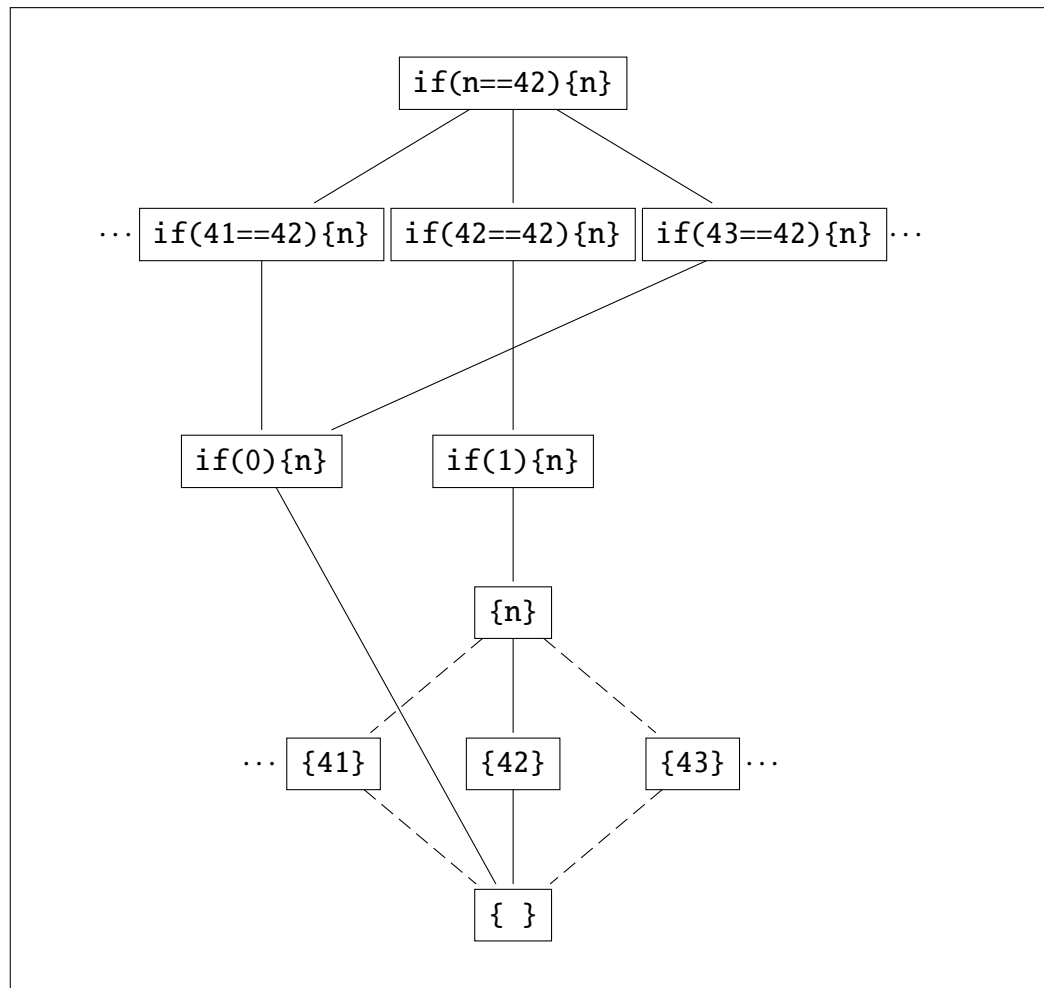 if(n==42){n}
··· if(41==42){n} if(42==42){n} if(43==42){n} ···
if(0){n} if(1){n}
{n}
··· {41} {42} {43} ···
{ }